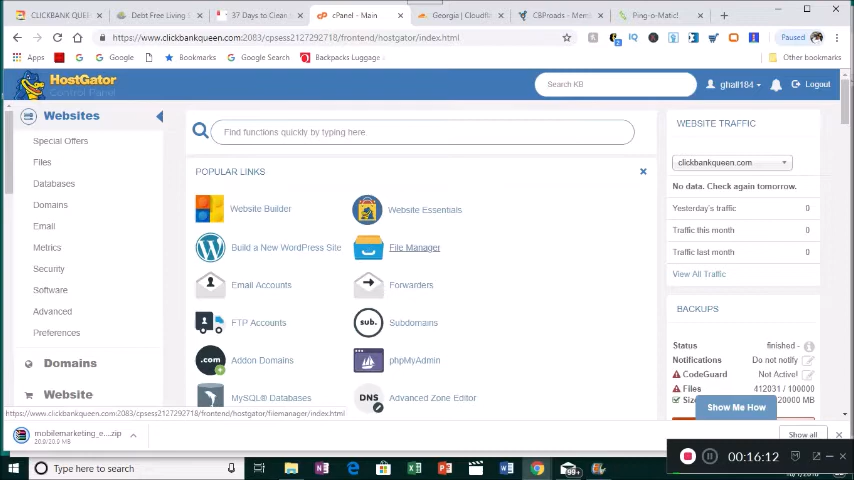 CLICKBANK QUEE
Debt Free Living
37 Days to Clean
cPanel - Main
Georgia | Cloudfl
CBProads - Mem
Ping-o-Matic!
https://www.clickbankqueen.com:2083/cpsess2127292718/frontend/hostgator/index.html
Paused
Apps
Google
Bookmarks
Google Search
Backpacks Luggage
Other bookmarks
HostGator
Control Panel
Search KB
ghall184
Logout
Websites
Special Offers
Files
Databases
Domains
Email
Metrics
Security
Software
Advanced
Preferences
Domains
Website
Find functions quickly by typing here
POPULAR LINKS
Website Builder
Website Essentials
Build a New WordPress Site
File Manager
Email Accounts
Forwarders
FTP Accounts
sub.
Subdomains
.com
Addon Domains
phpMyAdmin
MySQL® Databases
DNS
Advanced Zone Editor
WEBSITE TRAFFIC
clickbankqueen.com
No data. Check again tomorrow.
Yesterday's traffic 0
Traffic this month 0
Traffic last month 0
View All Traffic
BACKUPS
Status finished -
Notifications Do not notify
CodeGuard Not Active!
Files 412031 / 100000
Show Me How
https://www.clickbankqueen.com:2083/cpsess2127292718/frontend/hostgator/filemanager/index.html
mobilemarketing_e....zip
20.9/20.9 MB
Show all
00:16:12
Type here to search
99+